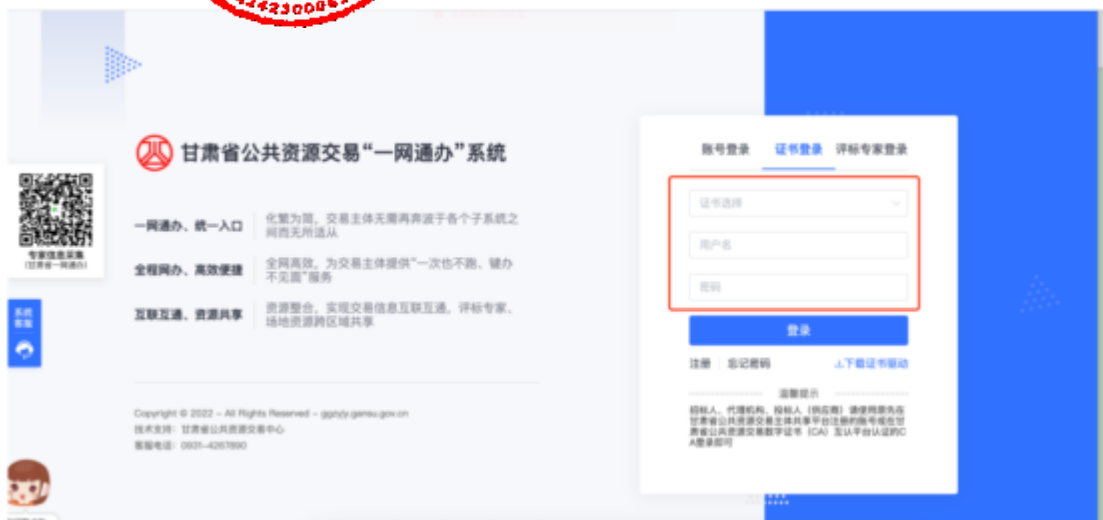 甘肃省公共资源交易“一网通办”系统
一网通办、统一入口
化繁为简，交易主体无需再奔波于各个子系统之
间而无所适从
全程网办、高效便捷
全网高效，为交易主体提供“一次也不跑、键办
不见面”服务
互联互通、资源共享
资源整合，实现交易信息互联互通，评标专家、
场地资源跨区域共享
Copyright © 2022 - All Rights Reserved - ggzyjy.gansu.gov.cn
技术支持：甘肃省公共资源交易中心
客服电话：0931-4267890
专家信息采集
(甘肃省一网通办)
系统
客服
账号登录 证书登录 评标专家登录
证书选择
用户名
密码
登录
注册 忘记密码 下载证书驱动
温馨提示
招标人、代理机构、投标人（供应商）请使用原先在
甘肃省公共资源交易主体共享平台注册的账号或在甘
肃省公共资源交易数字证书（CA）互认平台认证的C
A登录即可